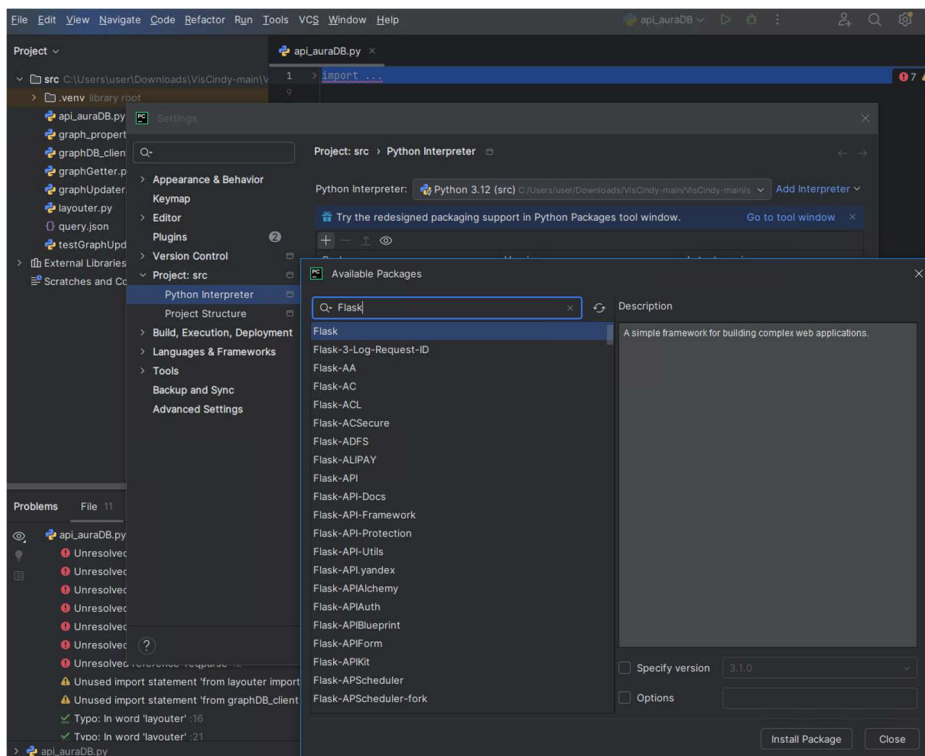 File Edit View Navigate Code Refactor Run Tools VCS Window Help api_auraDB
Project api_auraDB.py
src C:\Users\user\Downloads\VisCindy-main\V 1 import ... 7
.venv library root 9
api_auraDB.py Settings
graph_propert
graphDB_clien Project: src Python Interpreter
graphGetter.p
graphUpdater. Appearance & Behavior Python Interpreter: Python 3.12 (src) C:/Users/user/Downloads/VisCindy-main/VisCindy-main/s Add Interpreter
layouter.py Keymap
{} query.json Editor Try the redesigned packaging support in Python Packages tool window. Go to tool window
testGraphUpd Plugins 2
External Libraries Version Control
Scratches and Co Project: src Available Packages
Python Interpreter Flask Description
Project Structure Flask A simple framework for building complex web applications.
Build, Execution, Deployment Flask-3-Log-Request-ID
Languages & Frameworks Flask-AA
Tools Flask-AC
Backup and Sync Flask-ACL
Advanced Settings Flask-ACSecure
Flask-ADFS
Flask-ALIPAY
Flask-API
Flask-API-Docs
Problems File 11 Flask-API-Framework
api_auraDB.py Flask-API-Protection
Unresolved Flask-API-Utils
Unresolvec Flask-API.yandex
Unresolvec Flask-APIAlchemy
Unresolvec Flask-APIAuth
Unresolvec Flask-APIBlueprint
Unresolvec ? Flask-APIForm
Unresolved reference 'reqparse' Flask-APIKit Specify version 3.1.0
Unused import statement 'from layouter import Flask-APScheduler
Unused import statement 'from graphDB_client Flask-APScheduler-fork Options
Typo: In word 'layouter' :16
Typo: In word 'layouter' :21 Install Package Close
api_auraDB.py